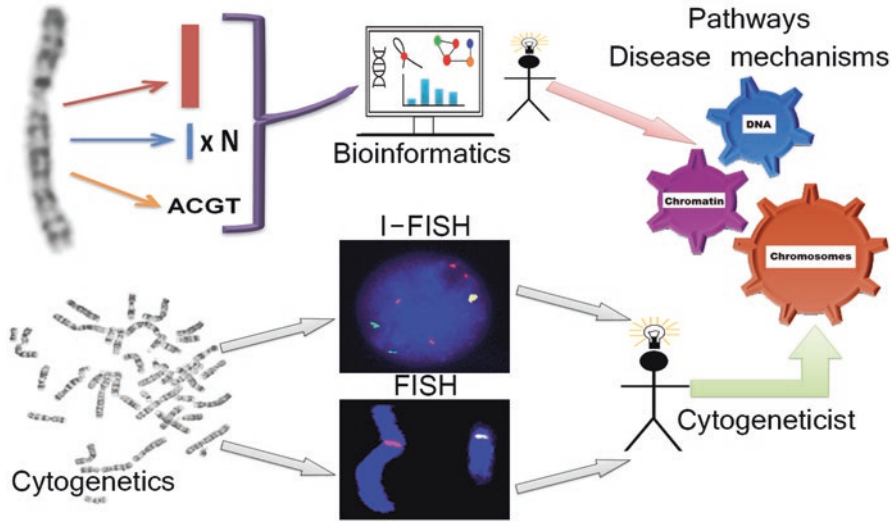 Pathways
Disease mechanisms
x N
ACGT
Bioinformatics
DNA
Chromatin
Chromosomes
I-FISH
FISH
Cytogenetics
Cytogeneticist